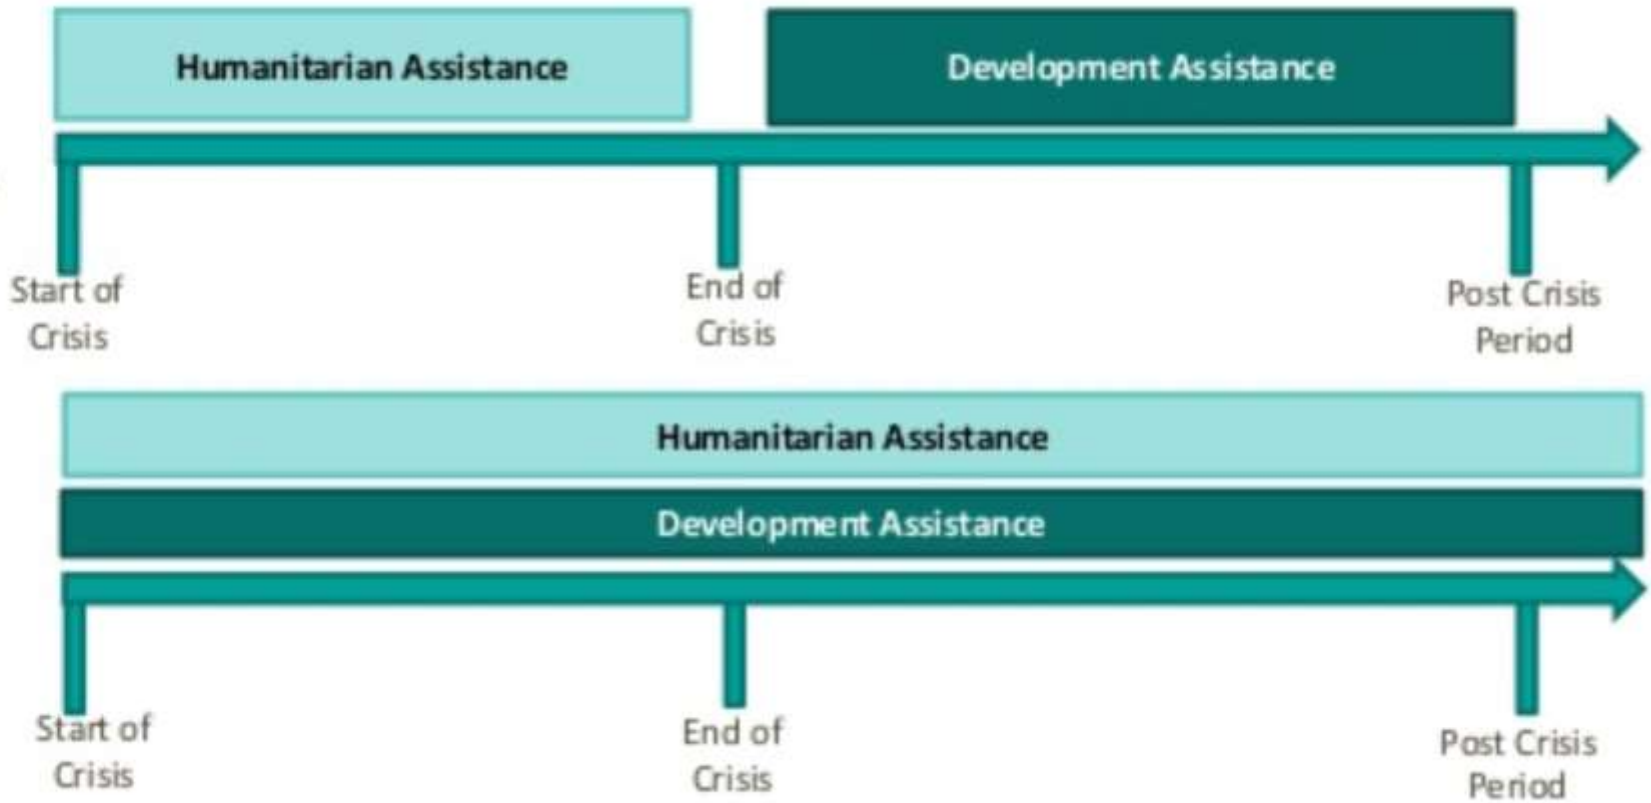 Humanitarian Assistance
Development Assistance
Start of
Crisis
End of
Crisis
Post Crisis
Period
Humanitarian Assistance
Development Assistance
Start of
Crisis
End of
Crisis
Post Crisis
Period